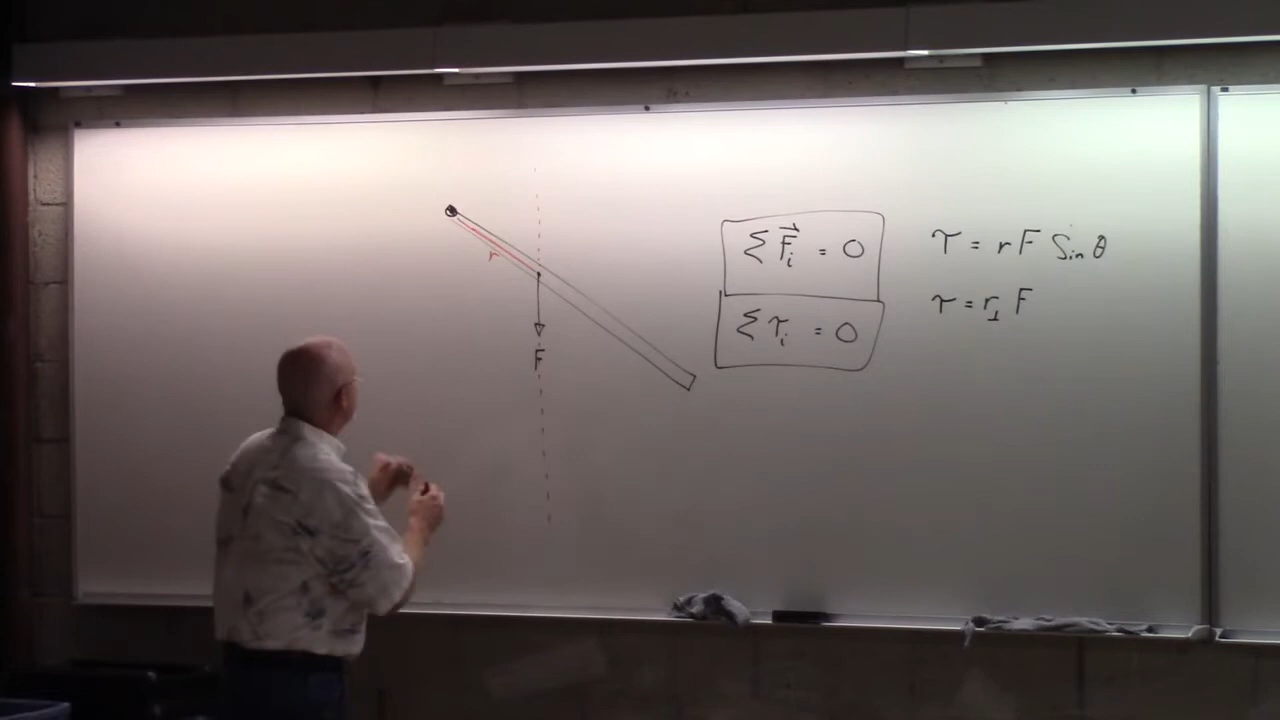 r
F
Σ F⃗ᵢ = 0
Σ τᵢ = 0
τ = r F Sin θ
τ = r⊥ F